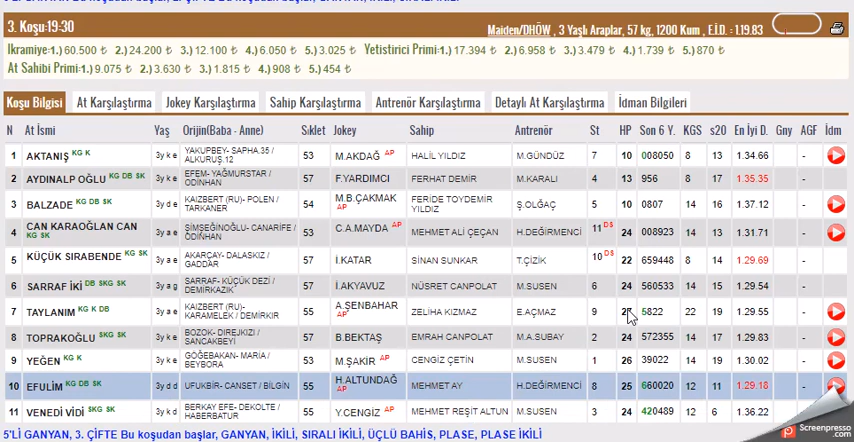 3. Koşu:19:30
Maiden/DHÖW , 3 Yaşlı Araplar, 57 kg, 1200 Kum , E.İ.D. : 1.19.83
İkramiye: 1.) 60.500 ₺ 2.) 24.200 ₺ 3.) 12.100 ₺ 4.) 6.050 ₺ 5.) 3.025 ₺ Yetistirici Primi: 1.) 17.394 ₺ 2.) 6.958 ₺ 3.) 3.479 ₺ 4.) 1.739 ₺ 5.) 870 ₺
At Sahibi Primi: 1.) 9.075 ₺ 2.) 3.630 ₺ 3.) 1.815 ₺ 4.) 908 ₺ 5.) 454 ₺
Koşu Bilgisi At Karşılaştırma Jokey Karşılaştırma Sahip Karşılaştırma Antrenör Karşılaştırma Detaylı At Karşılaştırma İdman Bilgileri
N At İsmi Yaş Orijin(Baba - Anne) Sıklet Jokey Sahip Antrenör St HP Son 6 Y. KGS s20 En İyi D. Gny AGF İdm
1 AKTANIŞ KG K 3y k e YAKUPBEY- SAPHA.35 / ALKURUŞ.12 53 M.AKDAĞ AP HALİL YILDIZ M.GÜNDÜZ 7 10 008050 8 13 1.34.66 -
2 AYDINALP OĞLU KG DB SK 3y k e EFEM- YAĞMURSTAR / ODİNHAN 57 F.YARDIMCI FERHAT DEMİR M.KARALI 4 13 956 8 17 1.35.35 -
3 BALZADE KG DB SK 3y d e KAIZBERT (RU)- POLEN / TARKANER 54 M.B.ÇAKMAK AP FERİDE TOYDEMİR YILDIZ Ş.OLGAÇ 5 10 0807 14 16 1.37.12 -
4 CAN KARAOĞLAN CAN KG SK 3y a e ŞİMŞEĞİNOĞLU- CANARİFE / ODİNHAN 53 C.A.MAYDA AP MEHMET ALİ ÇEÇAN H.DEĞİRMENCİ 11 DS 24 008923 14 13 1.31.71 -
5 KÜÇÜK SIRABENDE KG SK 3y a e AKARÇAY- DALASKIZ / GADDAR 57 İ.KATAR SİNAN SUNKAR T.ÇİZİK 10 DS 22 659448 8 14 1.29.69 -
6 SARRAF İKİ DB SKG SK 3y a g SARRAF- KÜÇÜK DEZİ / DEMİRKAZIK 57 İ.AKYAVUZ NÜSRET CANPOLAT M.SUSEN 6 24 560533 14 15 1.29.54 -
7 TAYLANIM KG K DB 3y a e KAIZBERT (RU)- KARAMELEK / DEMİRKIR 55 A.ŞENBAHAR AP ZELİHA KIZMAZ E.AÇMAZ 9 5822 22 19 1.29.55 -
8 TOPRAKOĞLU SKG SK 3y k e BOZOK- DIREJKIZI / SANCAKBEYİ 57 B.BEKTAŞ EMRAH CANPOLAT M.A.SUBAY 2 24 572355 14 17 1.29.83 -
9 YEĞEN KG K 3y k e GÖĞEBAKAN- MARİA / BEYBORA 53 M.ŞAKİR AP CENGİZ ÇETİN M.SUSEN 1 26 39022 14 19 1.30.02 -
10 EFULİM KG DB SK 3y d d UFUKBİR- CANSET / BİLGİN 55 H.ALTUNDAĞ AP MEHMET AY H.DEĞİRMENCİ 8 25 660020 12 11 1.29.18 -
11 VENEDİ VİDİ SKG SK 3y k d BERKAY EFE- DEKOLTE / HABERBATUR 55 Y.CENGİZ AP MEHMET REŞİT ALTUN M.SUSEN 3 24 420489 12 6 1.36.22
5'Lİ GANYAN, 3. ÇİFTE Bu koşudan başlar, GANYAN, İKİLİ, SIRALI İKİLİ, ÜÇLÜ BAHİS, PLASE, PLASE İKİLİ
Screenpresso
.com